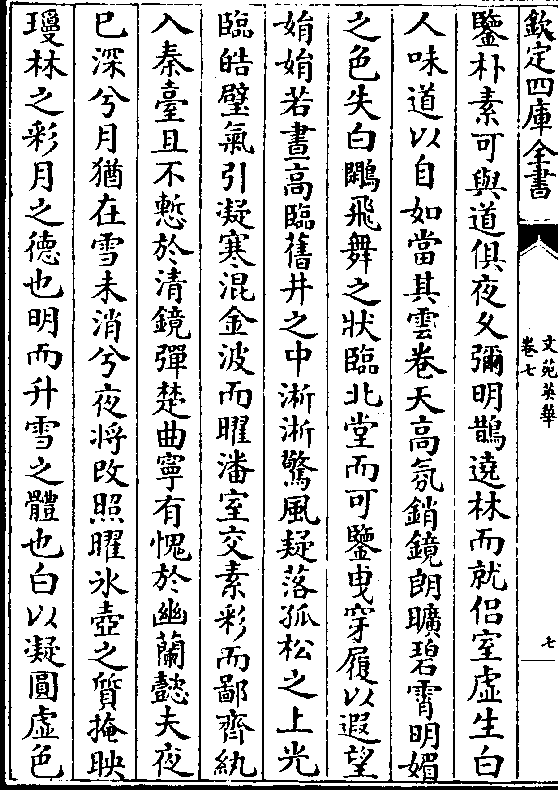 欽定四庫全書
文苑英華
卷七
七
鑒朴素可與道俱夜久彌明鵲遶林而就侣室虛生白
人味道以自如當其雲卷天高氛銷鏡朗曠碧霄明媚
之色失白鷴飛舞之狀臨北堂而可鑒曳穿履以遐望
娟娟若晝高臨舊井之中淅淅驚風疑落孤松之上光
臨皓璧氣引凝寒混金波而曜潘室交素彩而鄙齊紈
入秦臺且不慙於清鏡彈楚曲寧有愧於幽蘭懿夫夜
已深兮月猶在雪未消兮夜将改照曜氷壺之質掩映
瓊林之彩月之德也明而升雪之體也白以凝圓虛色